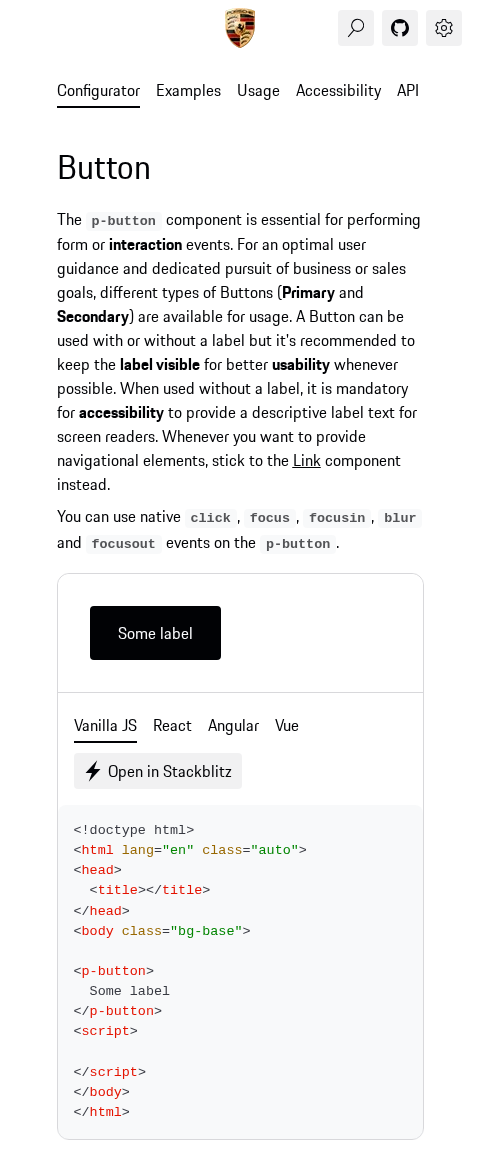 PORSCHE
Configurator Examples Usage Accessibility API
Button
The p-button component is essential for performing
form or interaction events. For an optimal user
guidance and dedicated pursuit of business or sales
goals, different types of Buttons (Primary and
Secondary) are available for usage. A Button can be
used with or without a label but it's recommended to
keep the label visible for better usability whenever
possible. When used without a label, it is mandatory
for accessibility to provide a descriptive label text for
screen readers. Whenever you want to provide
navigational elements, stick to the Link component
instead.
You can use native click, focus, focusin, blur
and focusout events on the p-button.
Some label
Vanilla JS React Angular Vue
Open in Stackblitz
<!doctype html>
<html lang="en" class="auto">
<head>
  <title></title>
</head>
<body class="bg-base">
<p-button>
  Some label
</p-button>
<script>
</script>
</body>
</html>